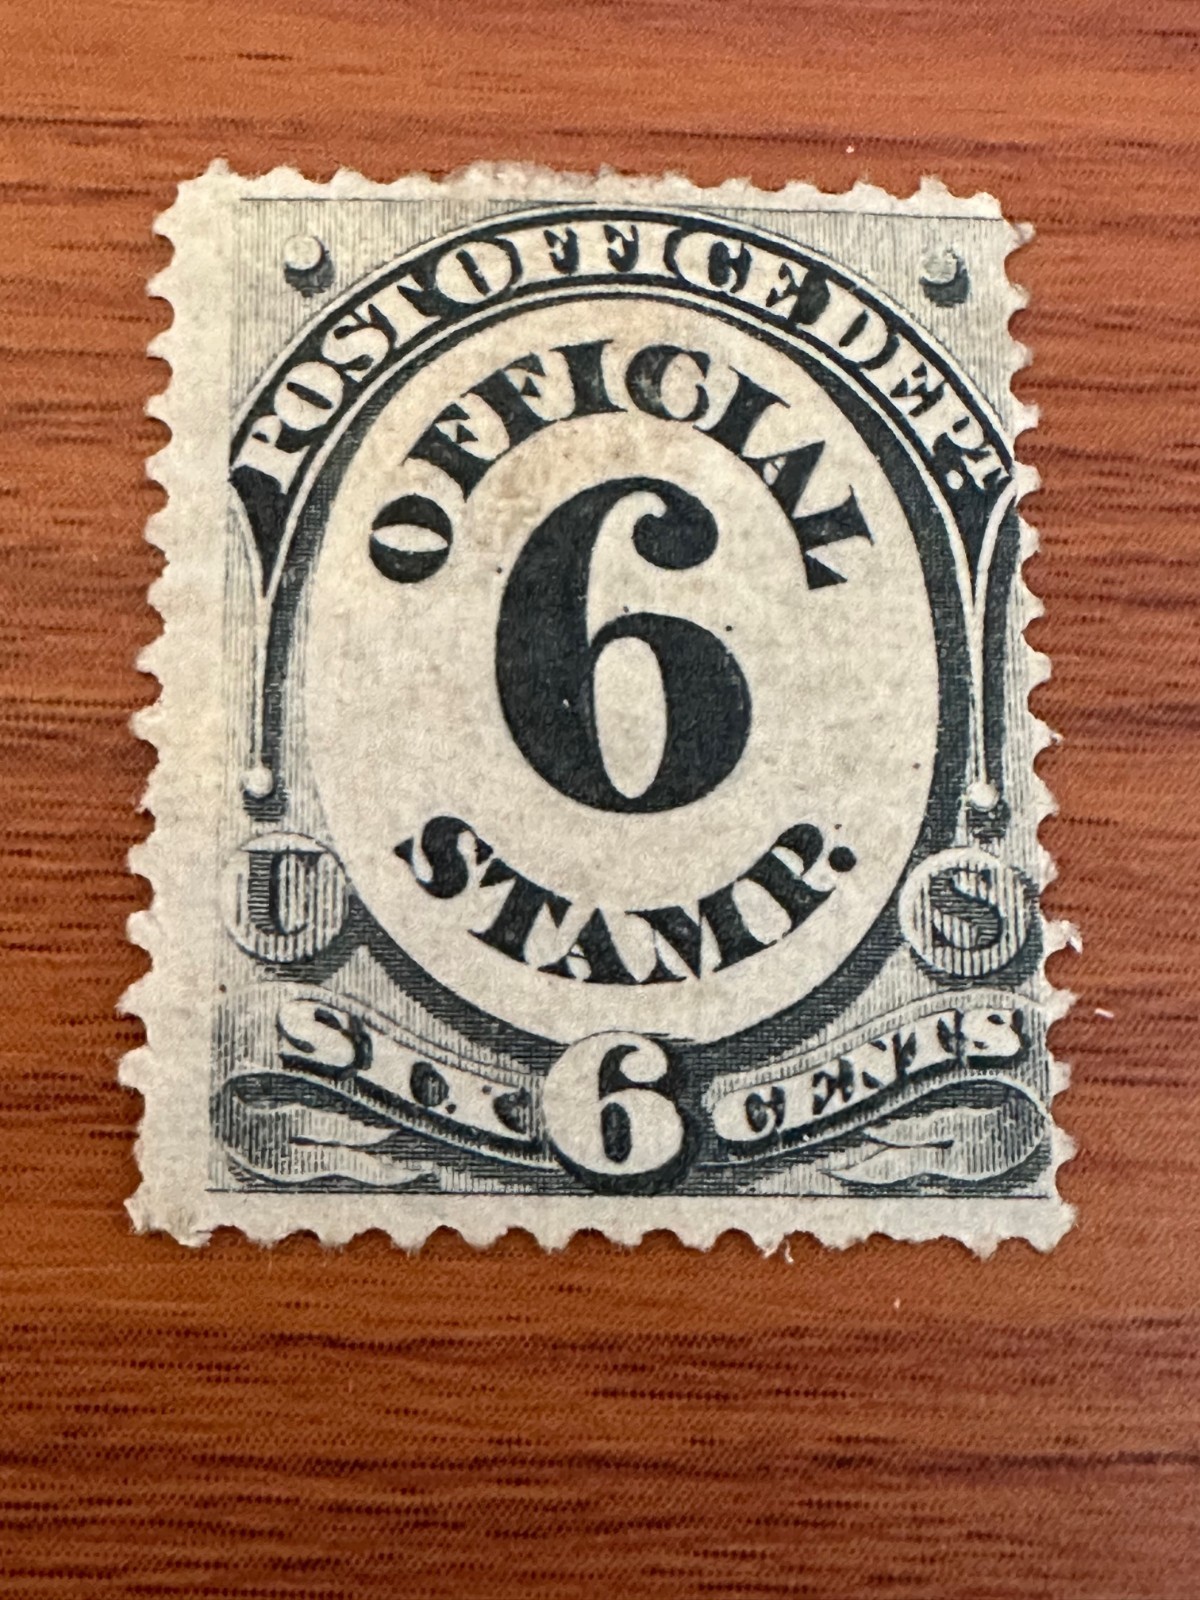 POST OFFICE DEPT.
OFFICIAL
6
STAMP.
U S
SIX 6 CENTS